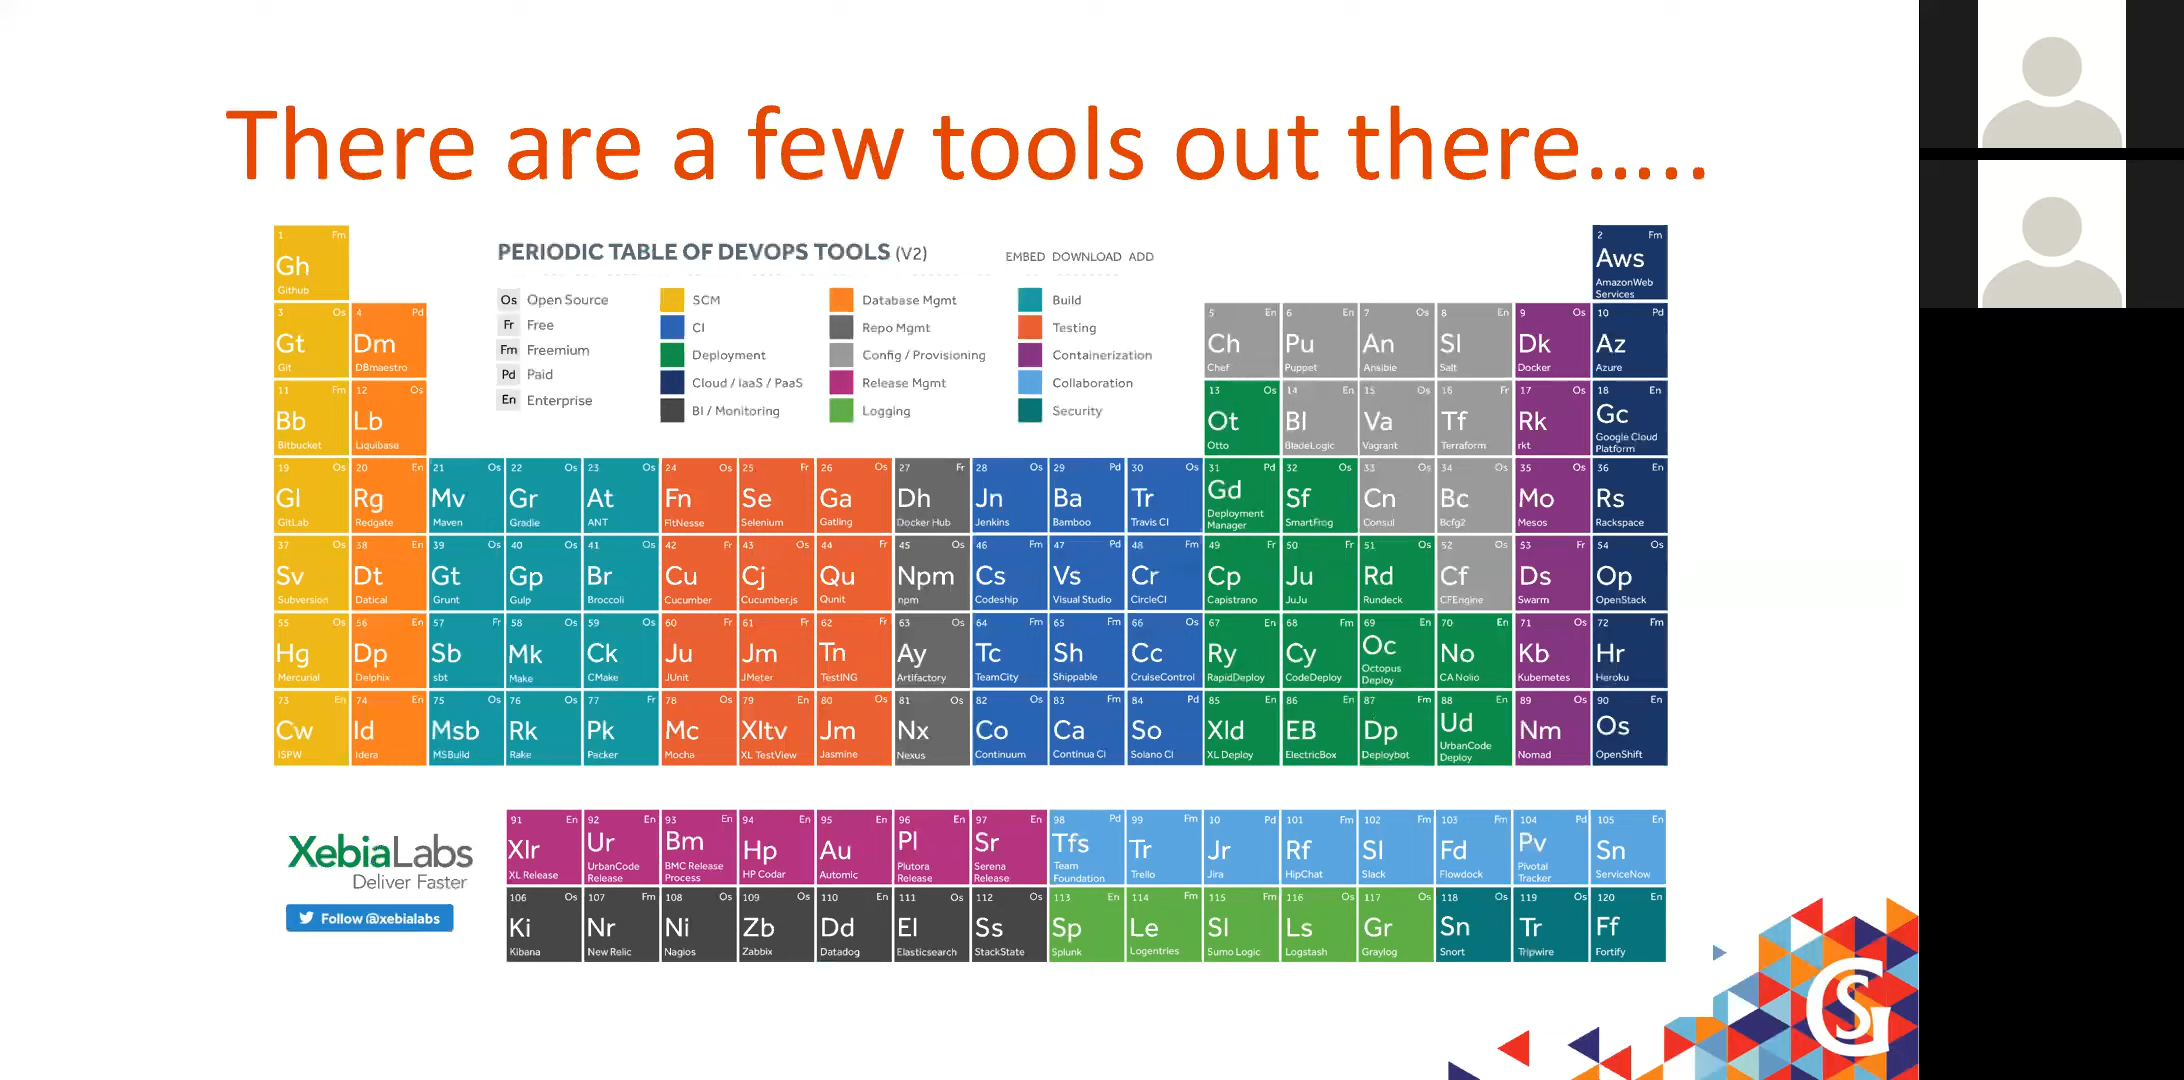 There are a few tools out there.....
PERIODIC TABLE OF DEVOPS TOOLS (V2)
EMBED DOWNLOAD ADD
Os Open Source
Fr Free
Fm Freemium
Pd Paid
En Enterprise
SCM
CI
Deployment
Cloud / IaaS / PaaS
BI / Monitoring
Database Mgmt
Repo Mgmt
Config / Provisioning
Release Mgmt
Logging
Build
Testing
Containerization
Collaboration
Security
1 Fm Gh Github
2 Fm Aws AmazonWeb Services
3 Os Gt Git
4 Pd Dm DBmaestro
5 En Ch Chef
6 En Pu Puppet
7 Os An Ansible
8 En Sl Salt
9 Os Dk Docker
10 Pd Az Azure
11 Fm Bb Bitbucket
12 Os Lb Liquibase
13 Os Ot Otto
14 En Bl BladeLogic
15 Os Va Vagrant
16 Fr Tf Terraform
17 Os Rk rkt
18 En Gc Google Cloud Platform
19 Os Gl GitLab
20 En Rg Redgate
21 Os Mv Maven
22 Os Gr Gradle
23 Os At ANT
24 Os Fn FitNesse
25 Fr Se Selenium
26 Os Ga Gatling
27 Fr Dh Docker Hub
28 Os Jn Jenkins
29 Pd Ba Bamboo
30 Os Tr Travis CI
31 Pd Gd Deployment Manager
32 Os Sf SmartFrog
33 Os Cn Consul
34 Os Bc Bcfg2
35 Os Mo Mesos
36 En Rs Rackspace
37 Os Sv Subversion
38 En Dt Datical
39 Os Gt Grunt
40 Os Gp Gulp
41 Os Br Broccoli
42 Fr Cu Cucumber
43 Os Cj Cucumber.js
44 Fr Qu Qunit
45 Os Npm npm
46 Fm Cs Codeship
47 Pd Vs Visual Studio
48 Fm Cr CircleCI
49 Fr Cp Capistrano
50 Fr Ju JuJu
51 Os Rd Rundeck
52 Os Cf CFEngine
53 Fr Ds Swarm
54 Os Op OpenStack
55 Os Hg Mercurial
56 En Dp Delphix
57 Fr Sb sbt
58 Os Mk Make
59 Os Ck CMake
60 Fr Ju JUnit
61 Fr Jm JMeter
62 Fr Tn TestNG
63 Os Ay Artifactory
64 Fm Tc TeamCity
65 Fm Sh Shippable
66 Os Cc CruiseControl
67 En Ry RapidDeploy
68 Fm Cy CodeDeploy
69 En Oc Octopus Deploy
70 En No CA Nolio
71 Os Kb Kubernetes
72 Fm Hr Heroku
73 En Cw ISPW
74 En Id Idera
75 Os Msb MSBuild
76 Os Rk Rake
77 Fr Pk Packer
78 Os Mc Mocha
79 En Xltv XL TestView
80 Os Jm Jasmine
81 Os Nx Nexus
82 Os Co Continuum
83 Fm Ca Continua CI
84 Pd So Solano CI
85 En Xld XL Deploy
86 En EB ElectricBox
87 Fm Dp Deploybot
88 En Ud UrbanCode Deploy
89 Os Nm Nomad
90 En Os OpenShift
XebiaLabs
Deliver Faster
Follow @xebialabs
91 En Xlr XL Release
92 En Ur UrbanCode Release
93 En Bm BMC Release Process
94 En Hp HP Codar
95 En Au Automic
96 En Pl Plutora Release
97 En Sr Serena Release
98 Pd Tfs Team Foundation
99 Fm Tr Trello
10 Pd Jr Jira
101 Fm Rf HipChat
102 Fm Sl Slack
103 Fm Fd Flowdock
104 Pd Pv Pivotal Tracker
105 En Sn ServiceNow
106 Os Ki Kibana
107 Fm Nr New Relic
108 Os Ni Nagios
109 Os Zb Zabbix
110 En Dd Datadog
111 Os El Elasticsearch
112 Os Ss StackState
113 En Sp Splunk
114 Fm Le Logentries
115 Fm Sl Sumo Logic
116 Os Ls Logstash
117 Os Gr Graylog
118 Os Sn Snort
119 Os Tr Tripwire
120 En Ff Fortify